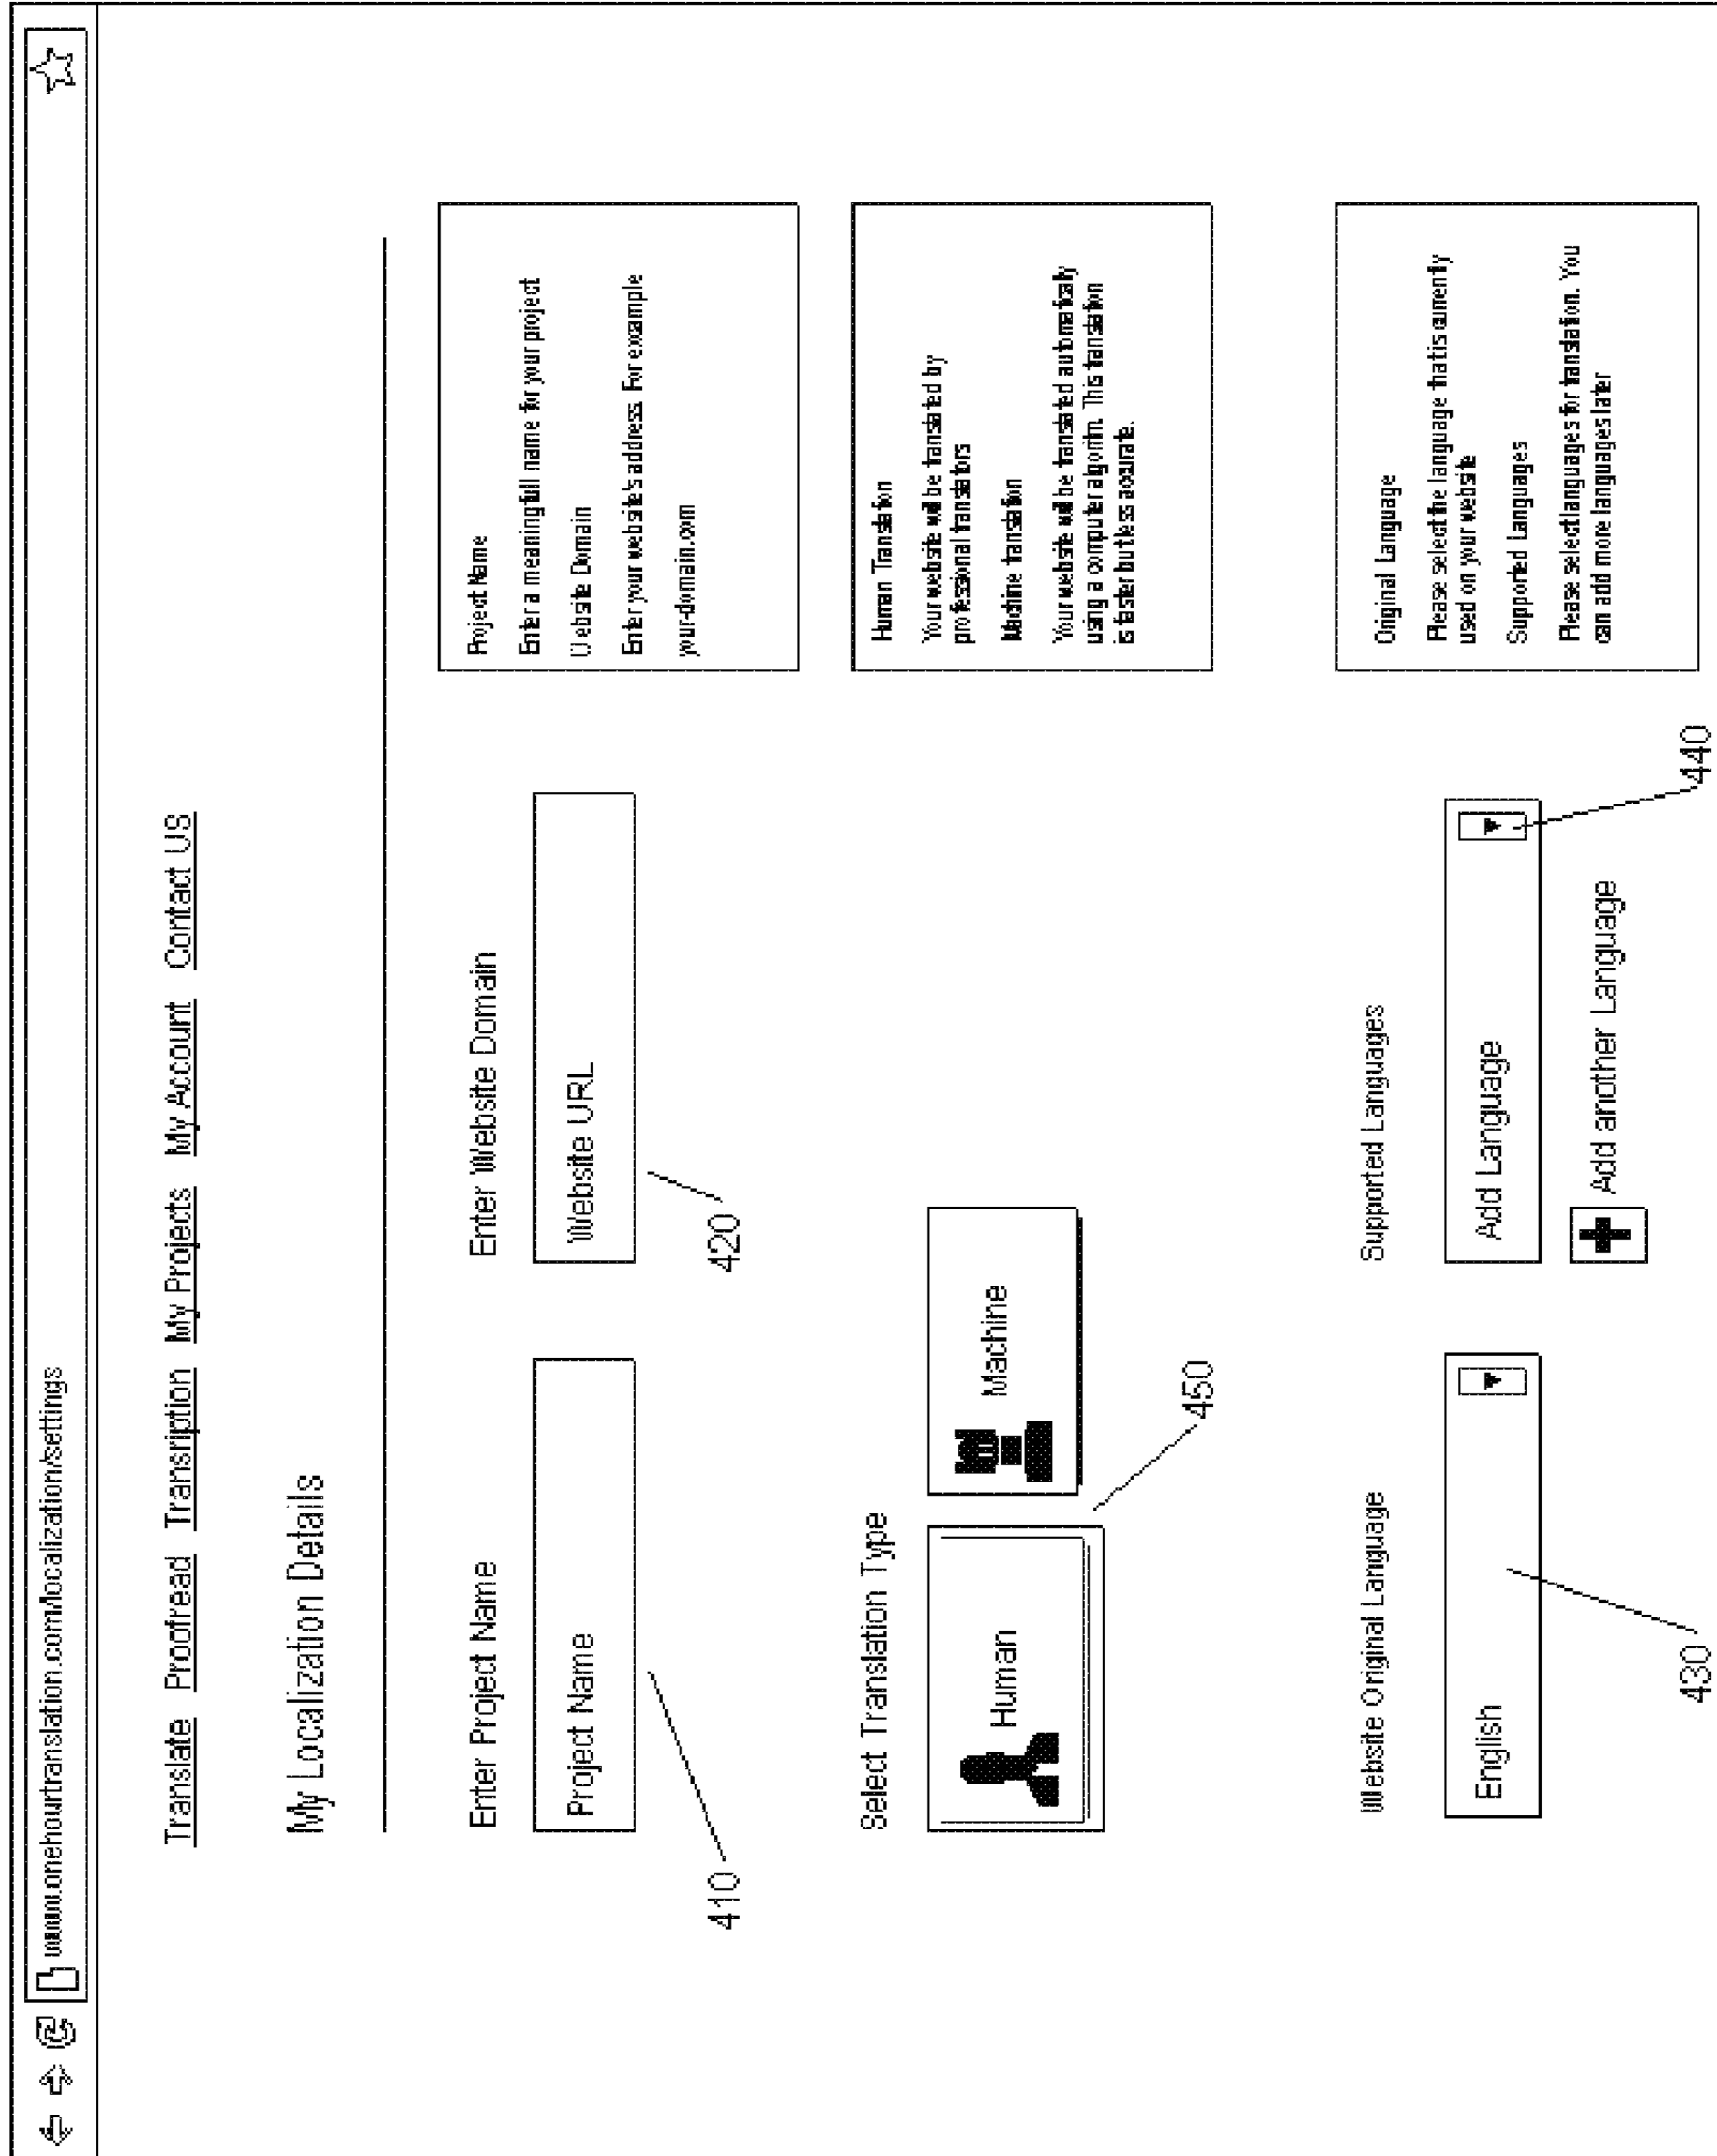 www.onehourtranslation.com/localization/settings
Translate Proofread Transription My Projects My Account Contact US
My Localization Details
Enter Project Name
Project Name
410
Enter Website Domain
Website URL
420
Project Name
Enter a meaningfull name for your project
Website Domain
Enter your website's address. For example
your-domain.com
Select Translation Type
Human
Machine
450
Human Translation
Your website will be translated by
professional translators
Machine translation
Your website will be translated automatically
using a computer algorithm. This translation
is faster but less accurate.
Website Original Language
English
430
Supported Languages
Add Language
440
Add another Language
Original Language
Please select the language that is currently
used on your website
Supported Languages
Please select languages for translation. You
can add more languages later